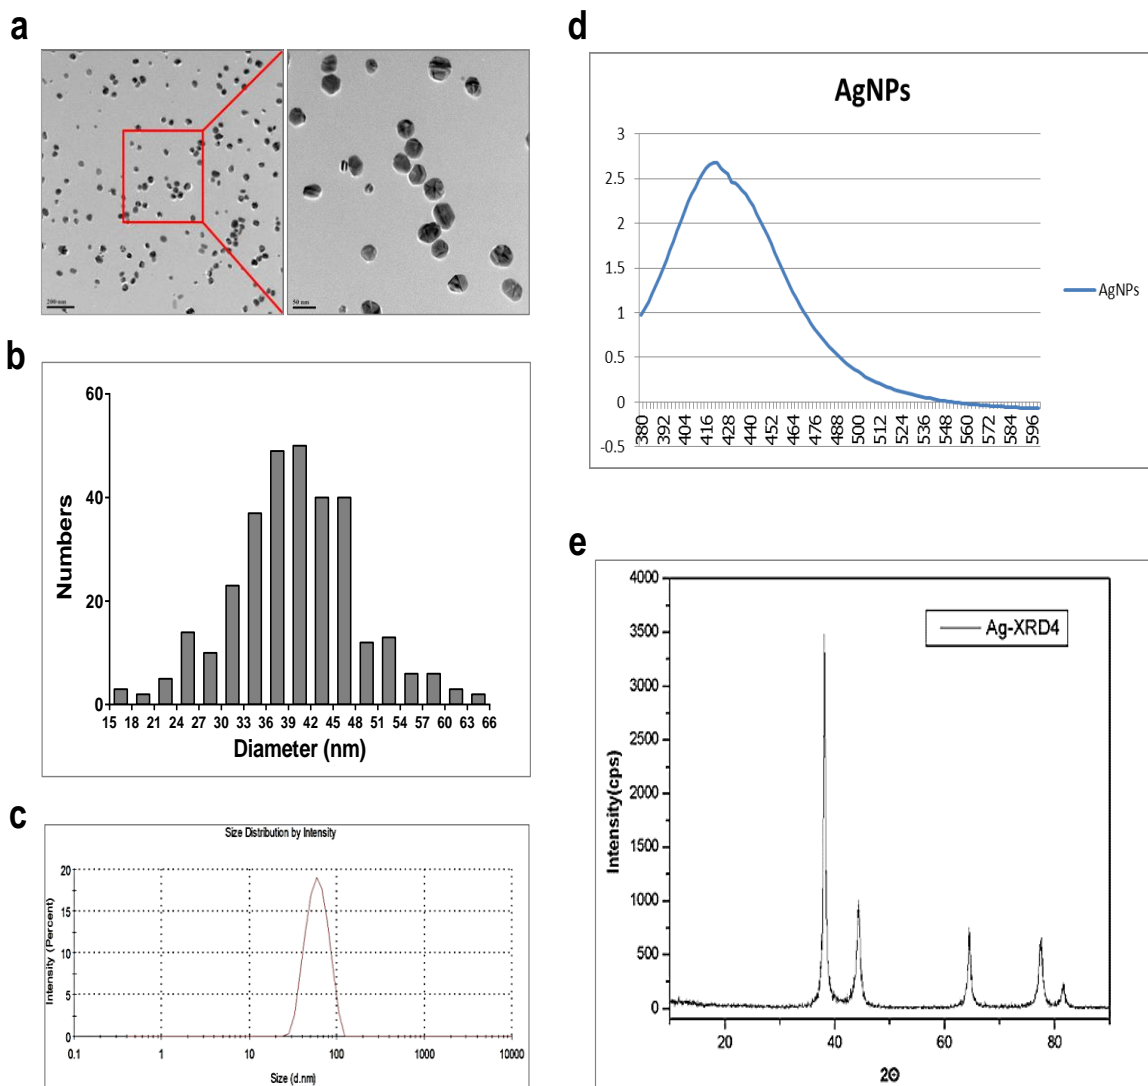 a
200 nm
50 nm
b
60
40
20
0
Numbers
15 18 21 24 27 30 33 36 39 42 45 48 51 54 57 60 63 66
Diameter (nm)
c
Size Distribution by Intensity
20
15
10
5
0
Intensity (Percent)
0.1 1 10 100 1000 10000
Size (d.nm)
d
AgNPs
3
2.5
2
1.5
1
0.5
0
-0.5
380 392 404 416 428 440 452 464 476 488 500 512 524 536 548 560 572 584 596
AgNPs
e
4000
3500
3000
2500
2000
1500
1000
500
0
Intensity(cps)
Ag-XRD4
20 40 60 80
2Θ